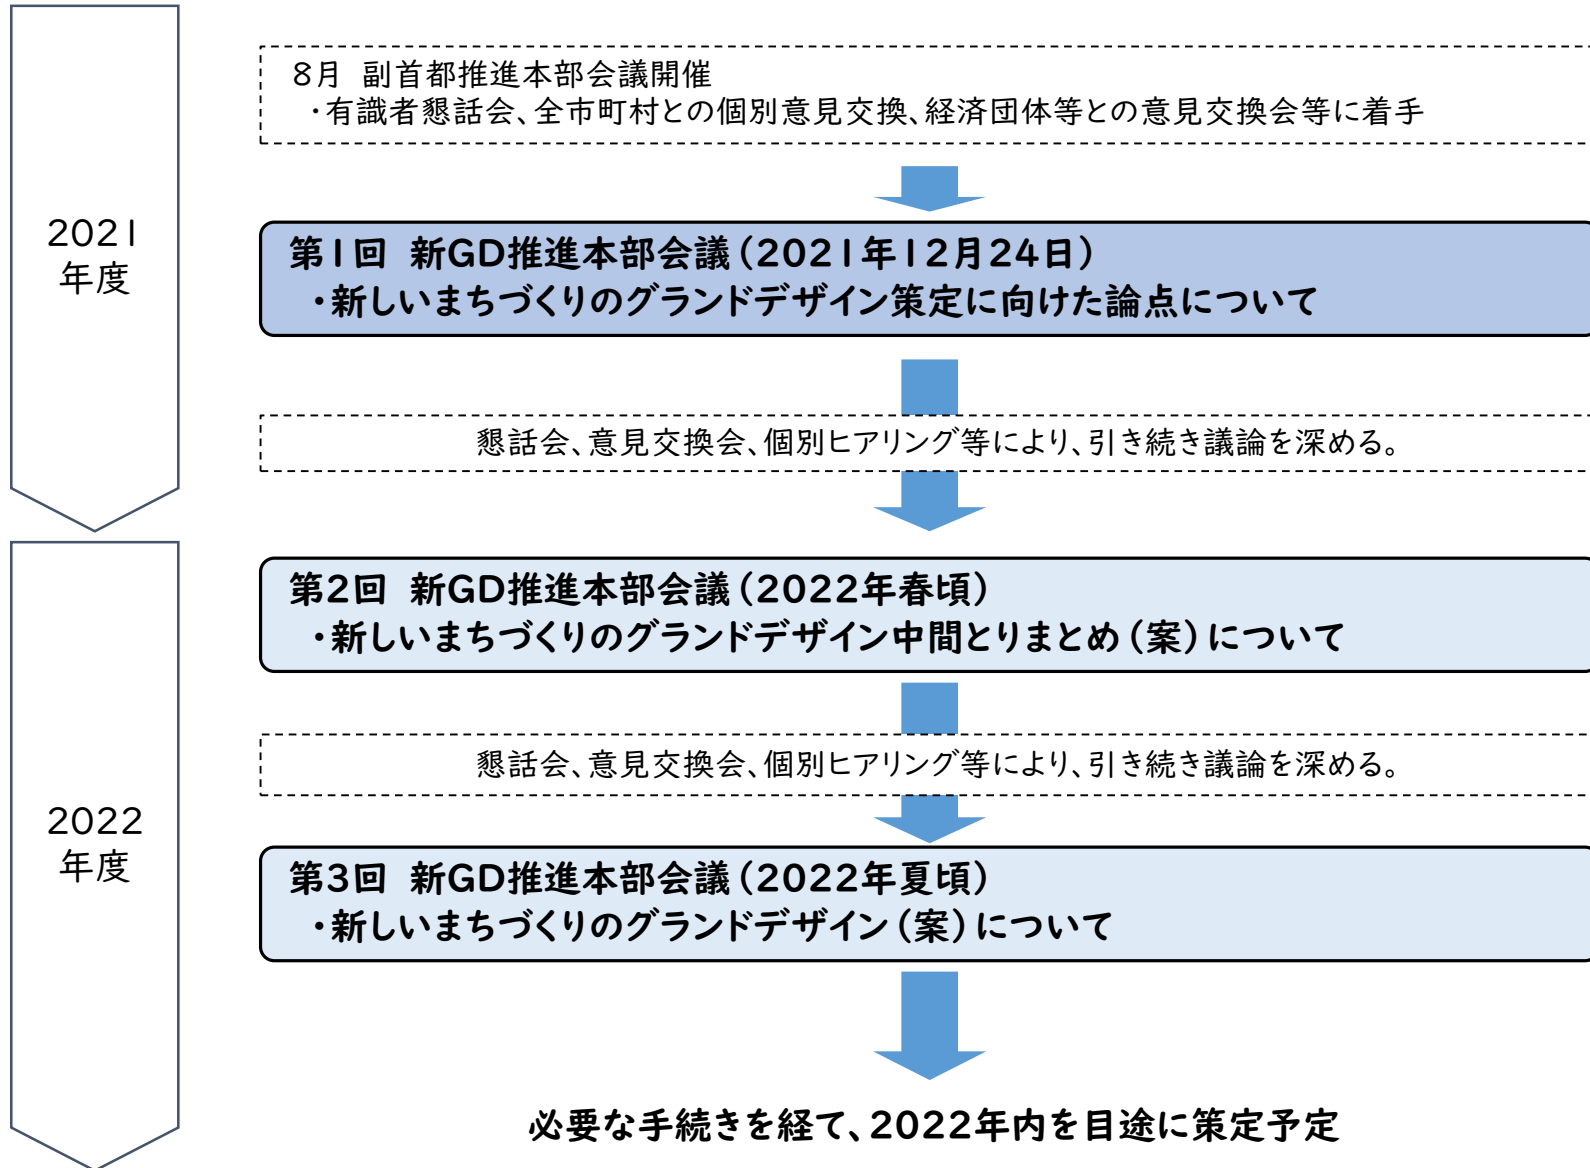 2021
年度
8月 副首都推進本部会議開催
・有識者懇話会、全市町村との個別意見交換、経済団体等との意見交換会等に着手
第1回 新GD推進本部会議（2021年12月24日）
・新しいまちづくりのグランドデザイン策定に向けた論点について
懇話会、意見交換会、個別ヒアリング等により、引き続き議論を深める。
2022
年度
第2回 新GD推進本部会議（2022年春頃）
・新しいまちづくりのグランドデザイン中間とりまとめ（案）について
懇話会、意見交換会、個別ヒアリング等により、引き続き議論を深める。
第3回 新GD推進本部会議（2022年夏頃）
・新しいまちづくりのグランドデザイン（案）について
必要な手続きを経て、2022年内を目途に策定予定